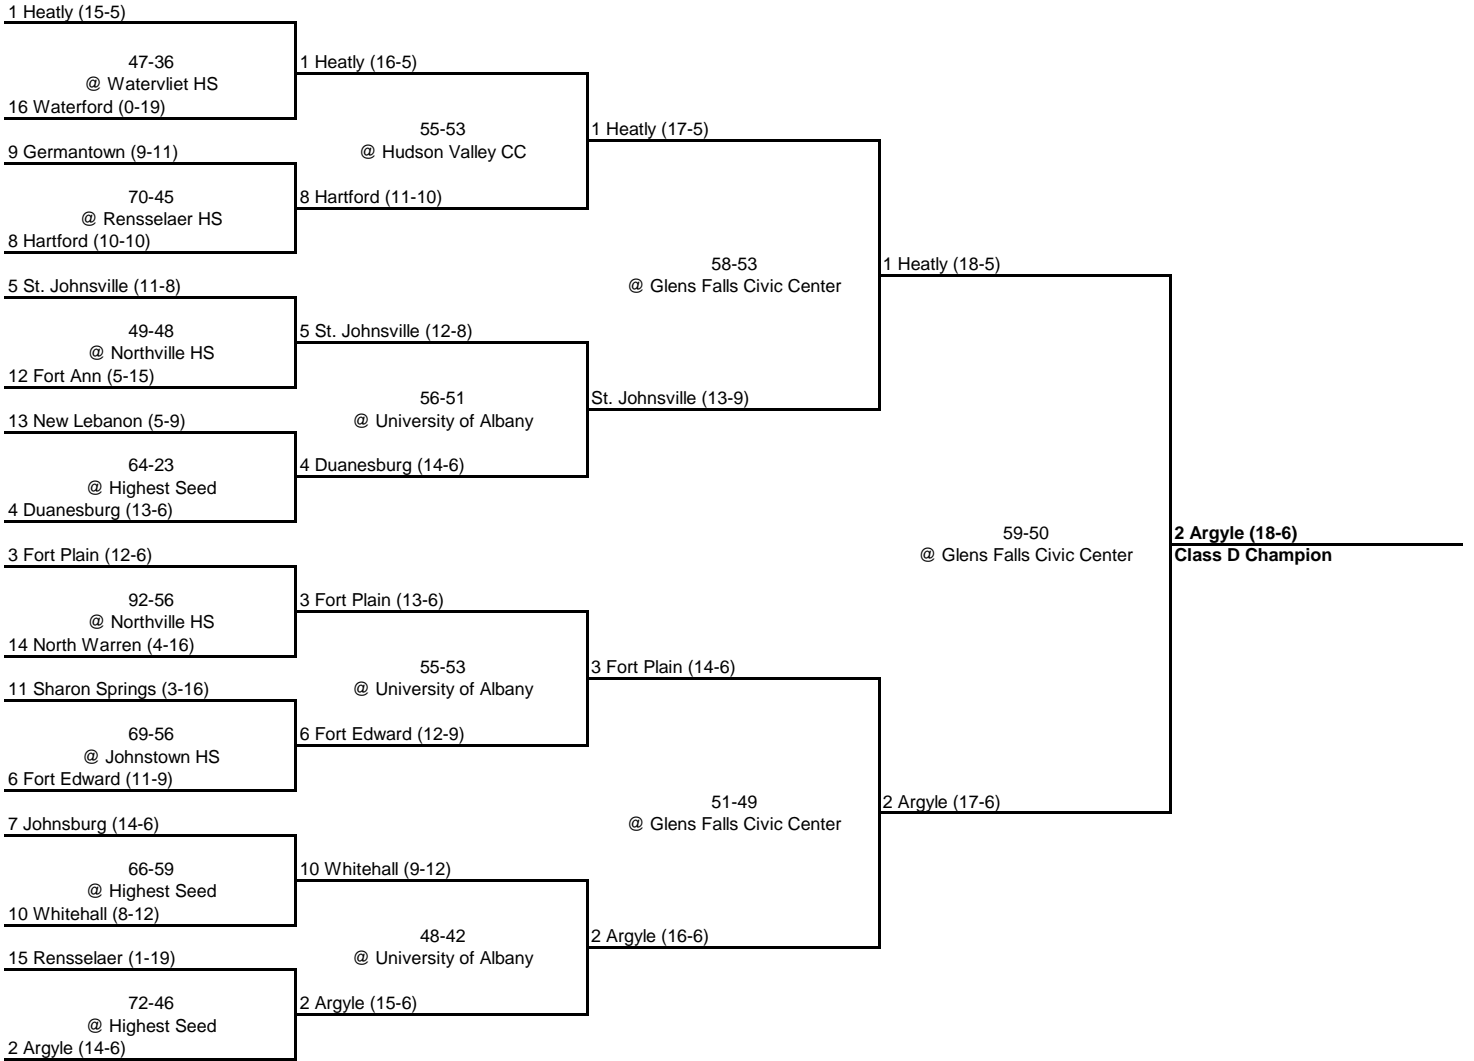 1 Heatly (15-5)
47-36
@ Watervliet HS
16 Waterford (0-19)
9 Germantown (9-11)
70-45
@ Rensselaer HS
8 Hartford (10-10)
5 St. Johnsville (11-8)
49-48
@ Northville HS
12 Fort Ann (5-15)
13 New Lebanon (5-9)
64-23
@ Highest Seed
4 Duanesburg (13-6)
3 Fort Plain (12-6)
92-56
@ Northville HS
14 North Warren (4-16)
11 Sharon Springs (3-16)
69-56
@ Johnstown HS
6 Fort Edward (11-9)
7 Johnsburg (14-6)
66-59
@ Highest Seed
10 Whitehall (8-12)
15 Rensselaer (1-19)
72-46
@ Highest Seed
2 Argyle (14-6)
1 Heatly (16-5)
55-53
@ Hudson Valley CC
8 Hartford (11-10)
5 St. Johnsville (12-8)
56-51
@ University of Albany
4 Duanesburg (14-6)
3 Fort Plain (13-6)
55-53
@ University of Albany
6 Fort Edward (12-9)
10 Whitehall (9-12)
48-42
@ University of Albany
2 Argyle (15-6)
1 Heatly (17-5)
58-53
@ Glens Falls Civic Center
St. Johnsville (13-9)
3 Fort Plain (14-6)
51-49
@ Glens Falls Civic Center
2 Argyle (16-6)
1 Heatly (18-5)
59-50
@ Glens Falls Civic Center
2 Argyle (17-6)
2 Argyle (18-6)
Class D Champion